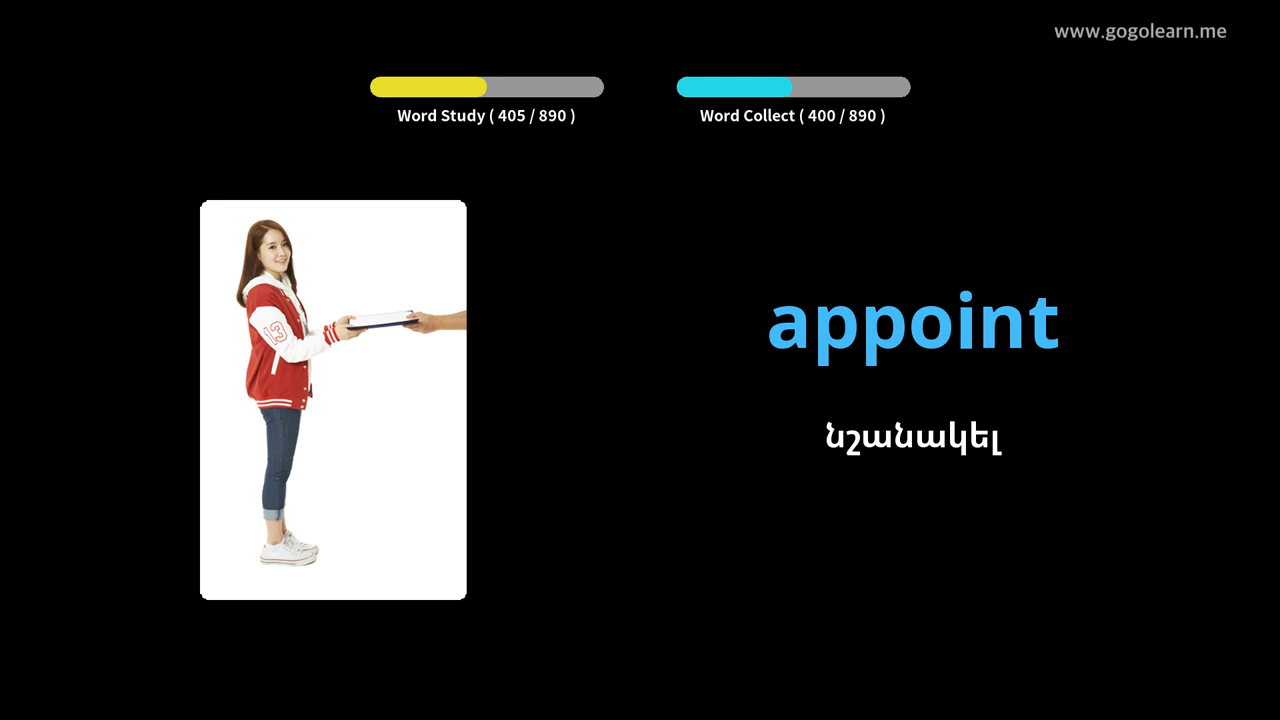 www.gogolearn.me
Word Study ( 405 / 890 )
Word Collect ( 400 / 890 )
13
appoint
նշանակել